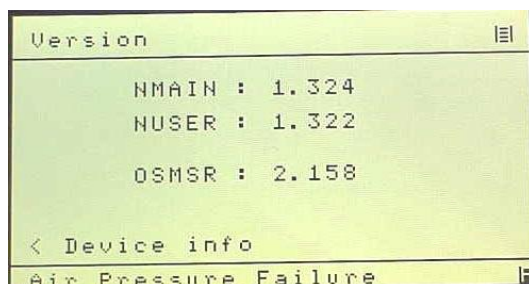 Version
NMAIN : 1.324
NUSER : 1.322
OSMSR : 2.158
< Device info
Air Pressure Failure